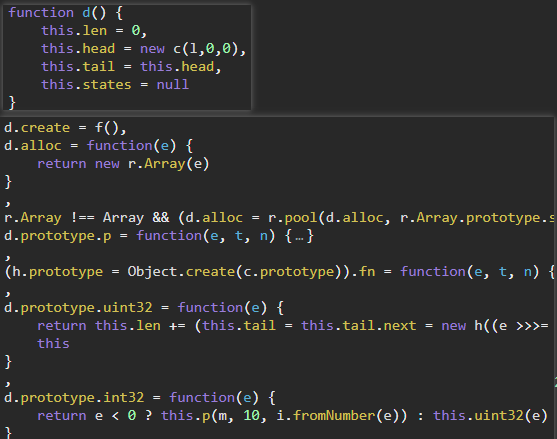 function d() {
this.len = 0,
this.head = new c(l,0,0),
this.tail = this.head,
this.states = null
}
d.create = f(),
d.alloc = function(e) {
return new r.Array(e)
}
,
r.Array !== Array && (d.alloc = r.pool(d.alloc, r.Array.prototype.s
d.prototype.p = function(e, t, n) {…}
,
(h.prototype = Object.create(c.prototype)).fn = function(e, t, n) {
,
d.prototype.uint32 = function(e) {
return this.len += (this.tail = this.tail.next = new h((e >>>=
this
}
,
d.prototype.int32 = function(e) {
return e < 0 ? this.p(m, 10, i.fromNumber(e)) : this.uint32(e)
}